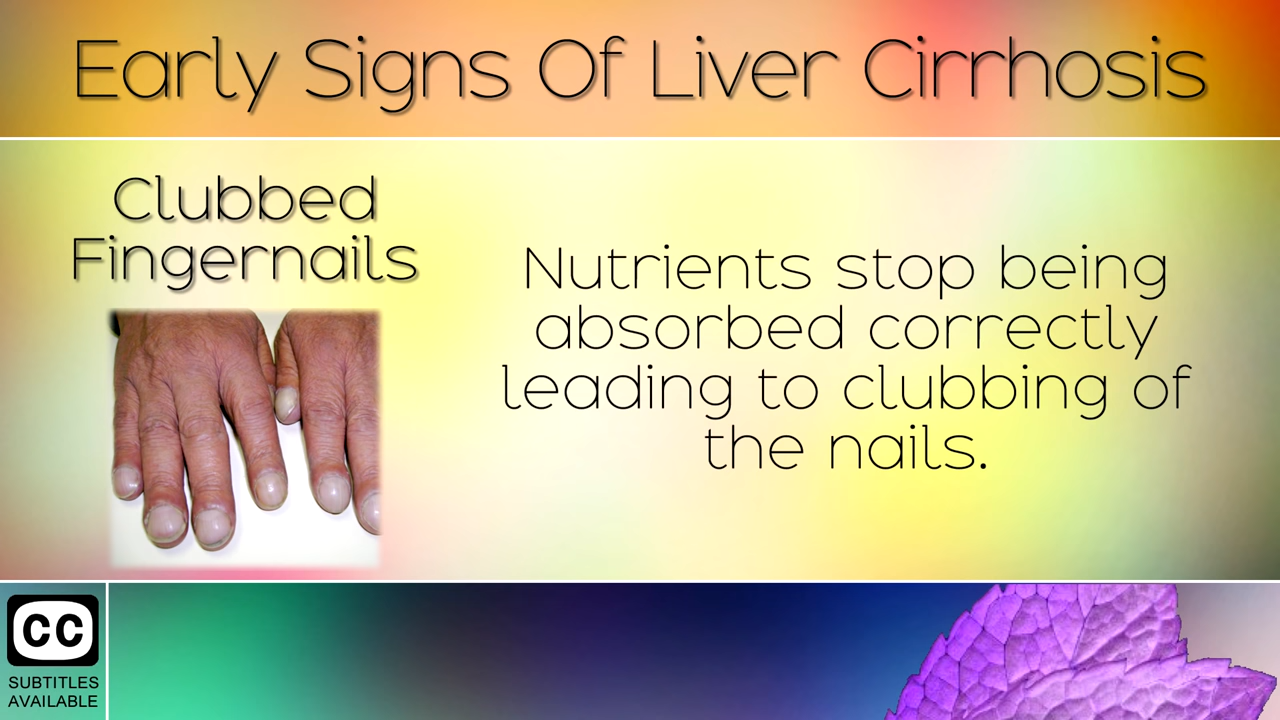 Early Signs Of Liver Cirrhosis
Clubbed
Fingernails
Nutrients stop being
absorbed correctly
leading to clubbing of
the nails.
CC
SUBTITLES
AVAILABLE